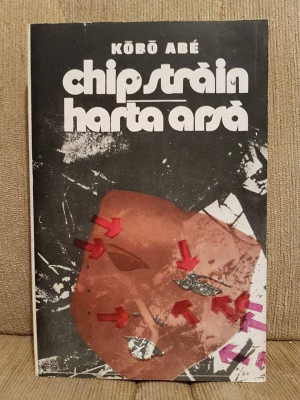 KŌBŌ ABÉ
chip străin
harta arsă